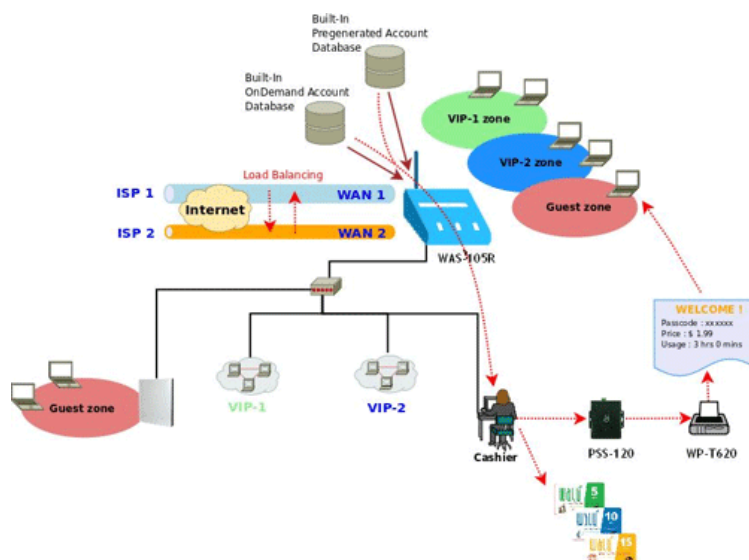 Built-In
Pregenerated Account
Database
Built-In
OnDemand Account
Database
VIP-1 zone
VIP-2 zone
Guest zone
Load Balancing
ISP 1
WAN 1
Internet
ISP 2
WAN 2
WAS-105R
WELCOME !
Passcode : xxxxxx
Price : $ 1.99
Usage : 3 hrs 0 mins
Guest zone
VIP-1
VIP-2
Cashier
PSS-120
WP-T620
5
10
15